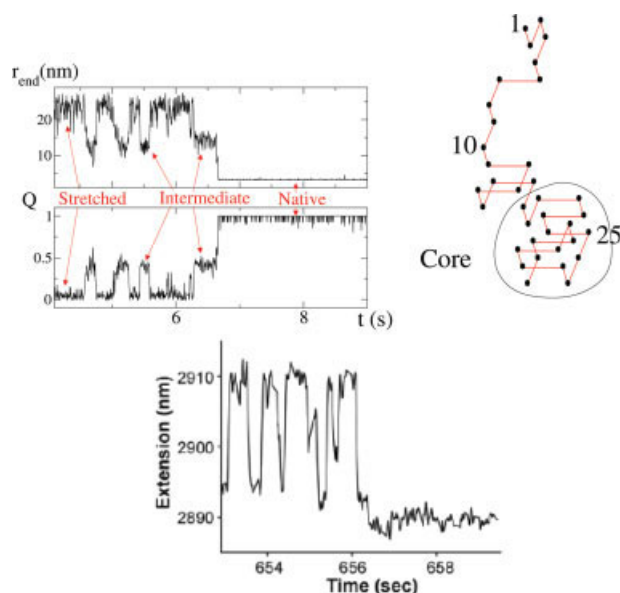 r_end(nm)
20
10
Stretched
Intermediate
Native
Q
1
0.5
0
6
8
t (s)
1
10
25
Core
Extension (nm)
2910
2900
2890
654
656
658
Time (sec)